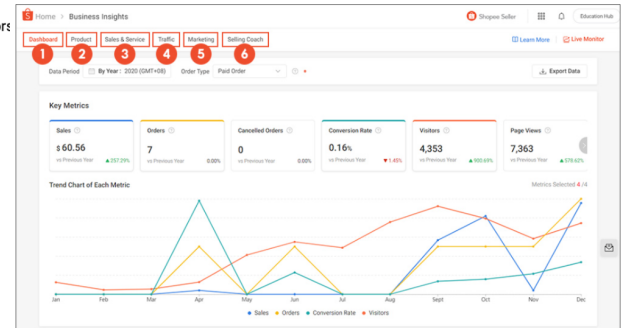 Home > Business Insights
Shopee Seller
Education Hub
ors
Dashboard Product Sales & Service Traffic Marketing Selling Coach
Learn More Live Monitor
1 2 3 4 5 6
Data Period By Year : 2020 (GMT+08) Order Type Paid Order
Export Data
Key Metrics
Sales Orders Cancelled Orders Conversion Rate Visitors Page Views
$ 60.56 7 0 0.16% 4,353 7,363
vs Previous Year 257.29% vs Previous Year 0.00% vs Previous Year 0.00% vs Previous Year 1.45% vs Previous Year 900.69% vs Previous Year 578.62%
Trend Chart of Each Metric Metrics Selected 4 /4
Jan Feb Mar Apr May Jun Jul Aug Sept Oct Nov Dec
Sales Orders Conversion Rate Visitors